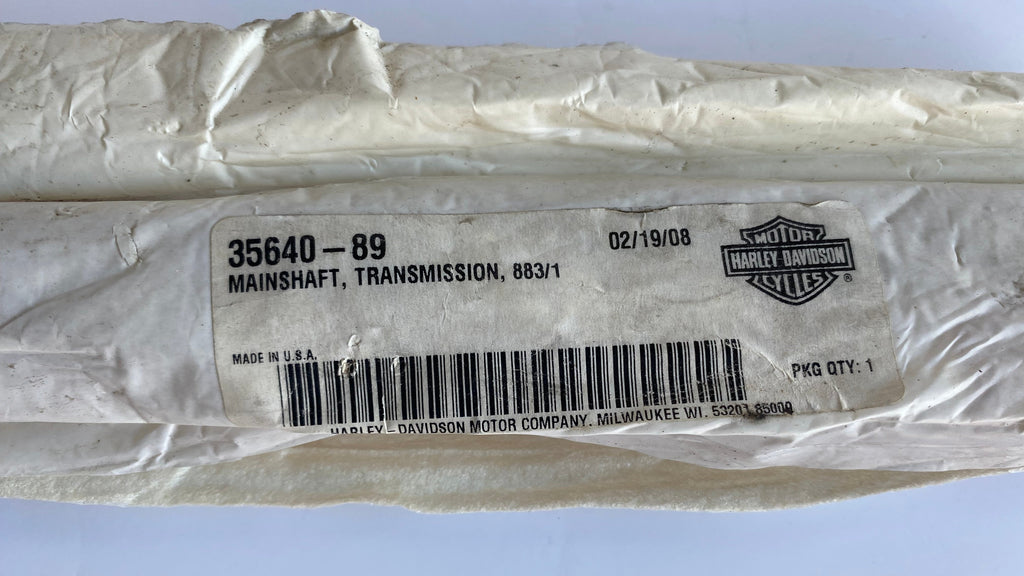 35640-89
02/19/08
MAINSHAFT, TRANSMISSION, 883/1
MOTOR
HARLEY-DAVIDSON
CYCLES
®
MADE IN U.S.A.
PKG QTY: 1
HARLEY-DAVIDSON MOTOR COMPANY. MILWAUKEE WI. 53201 85000